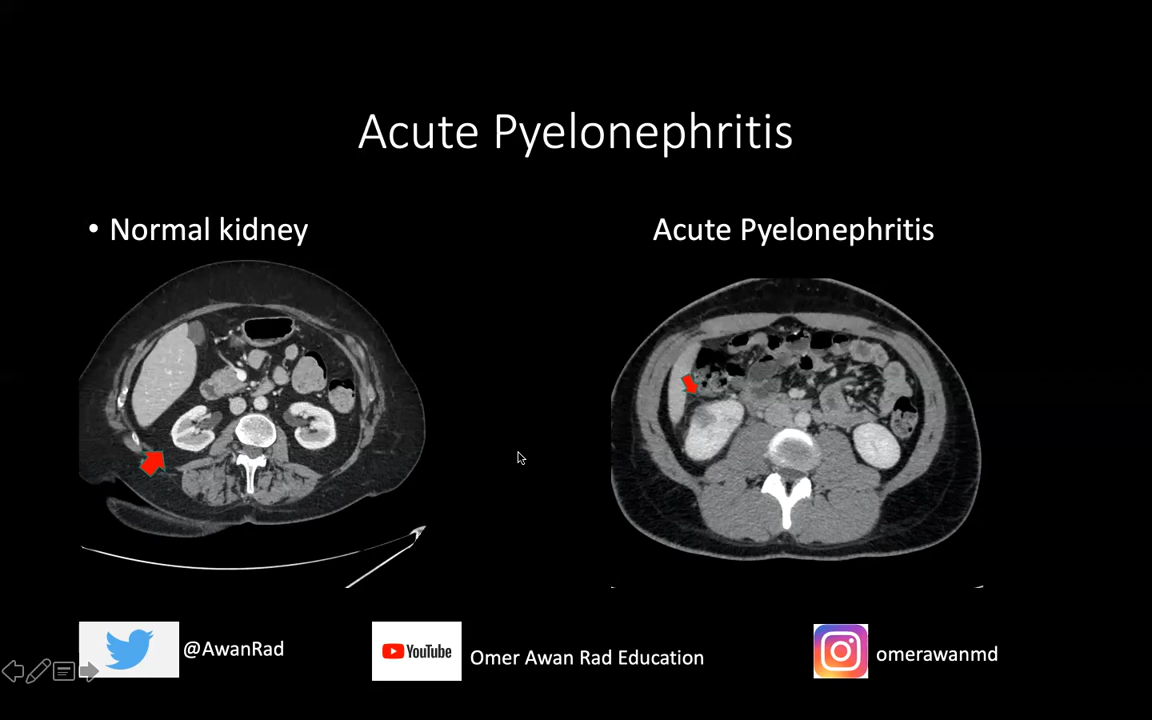 Acute Pyelonephritis
• Normal kidney
Acute Pyelonephritis
@AwanRad
YouTube
Omer Awan Rad Education
omerawanmd